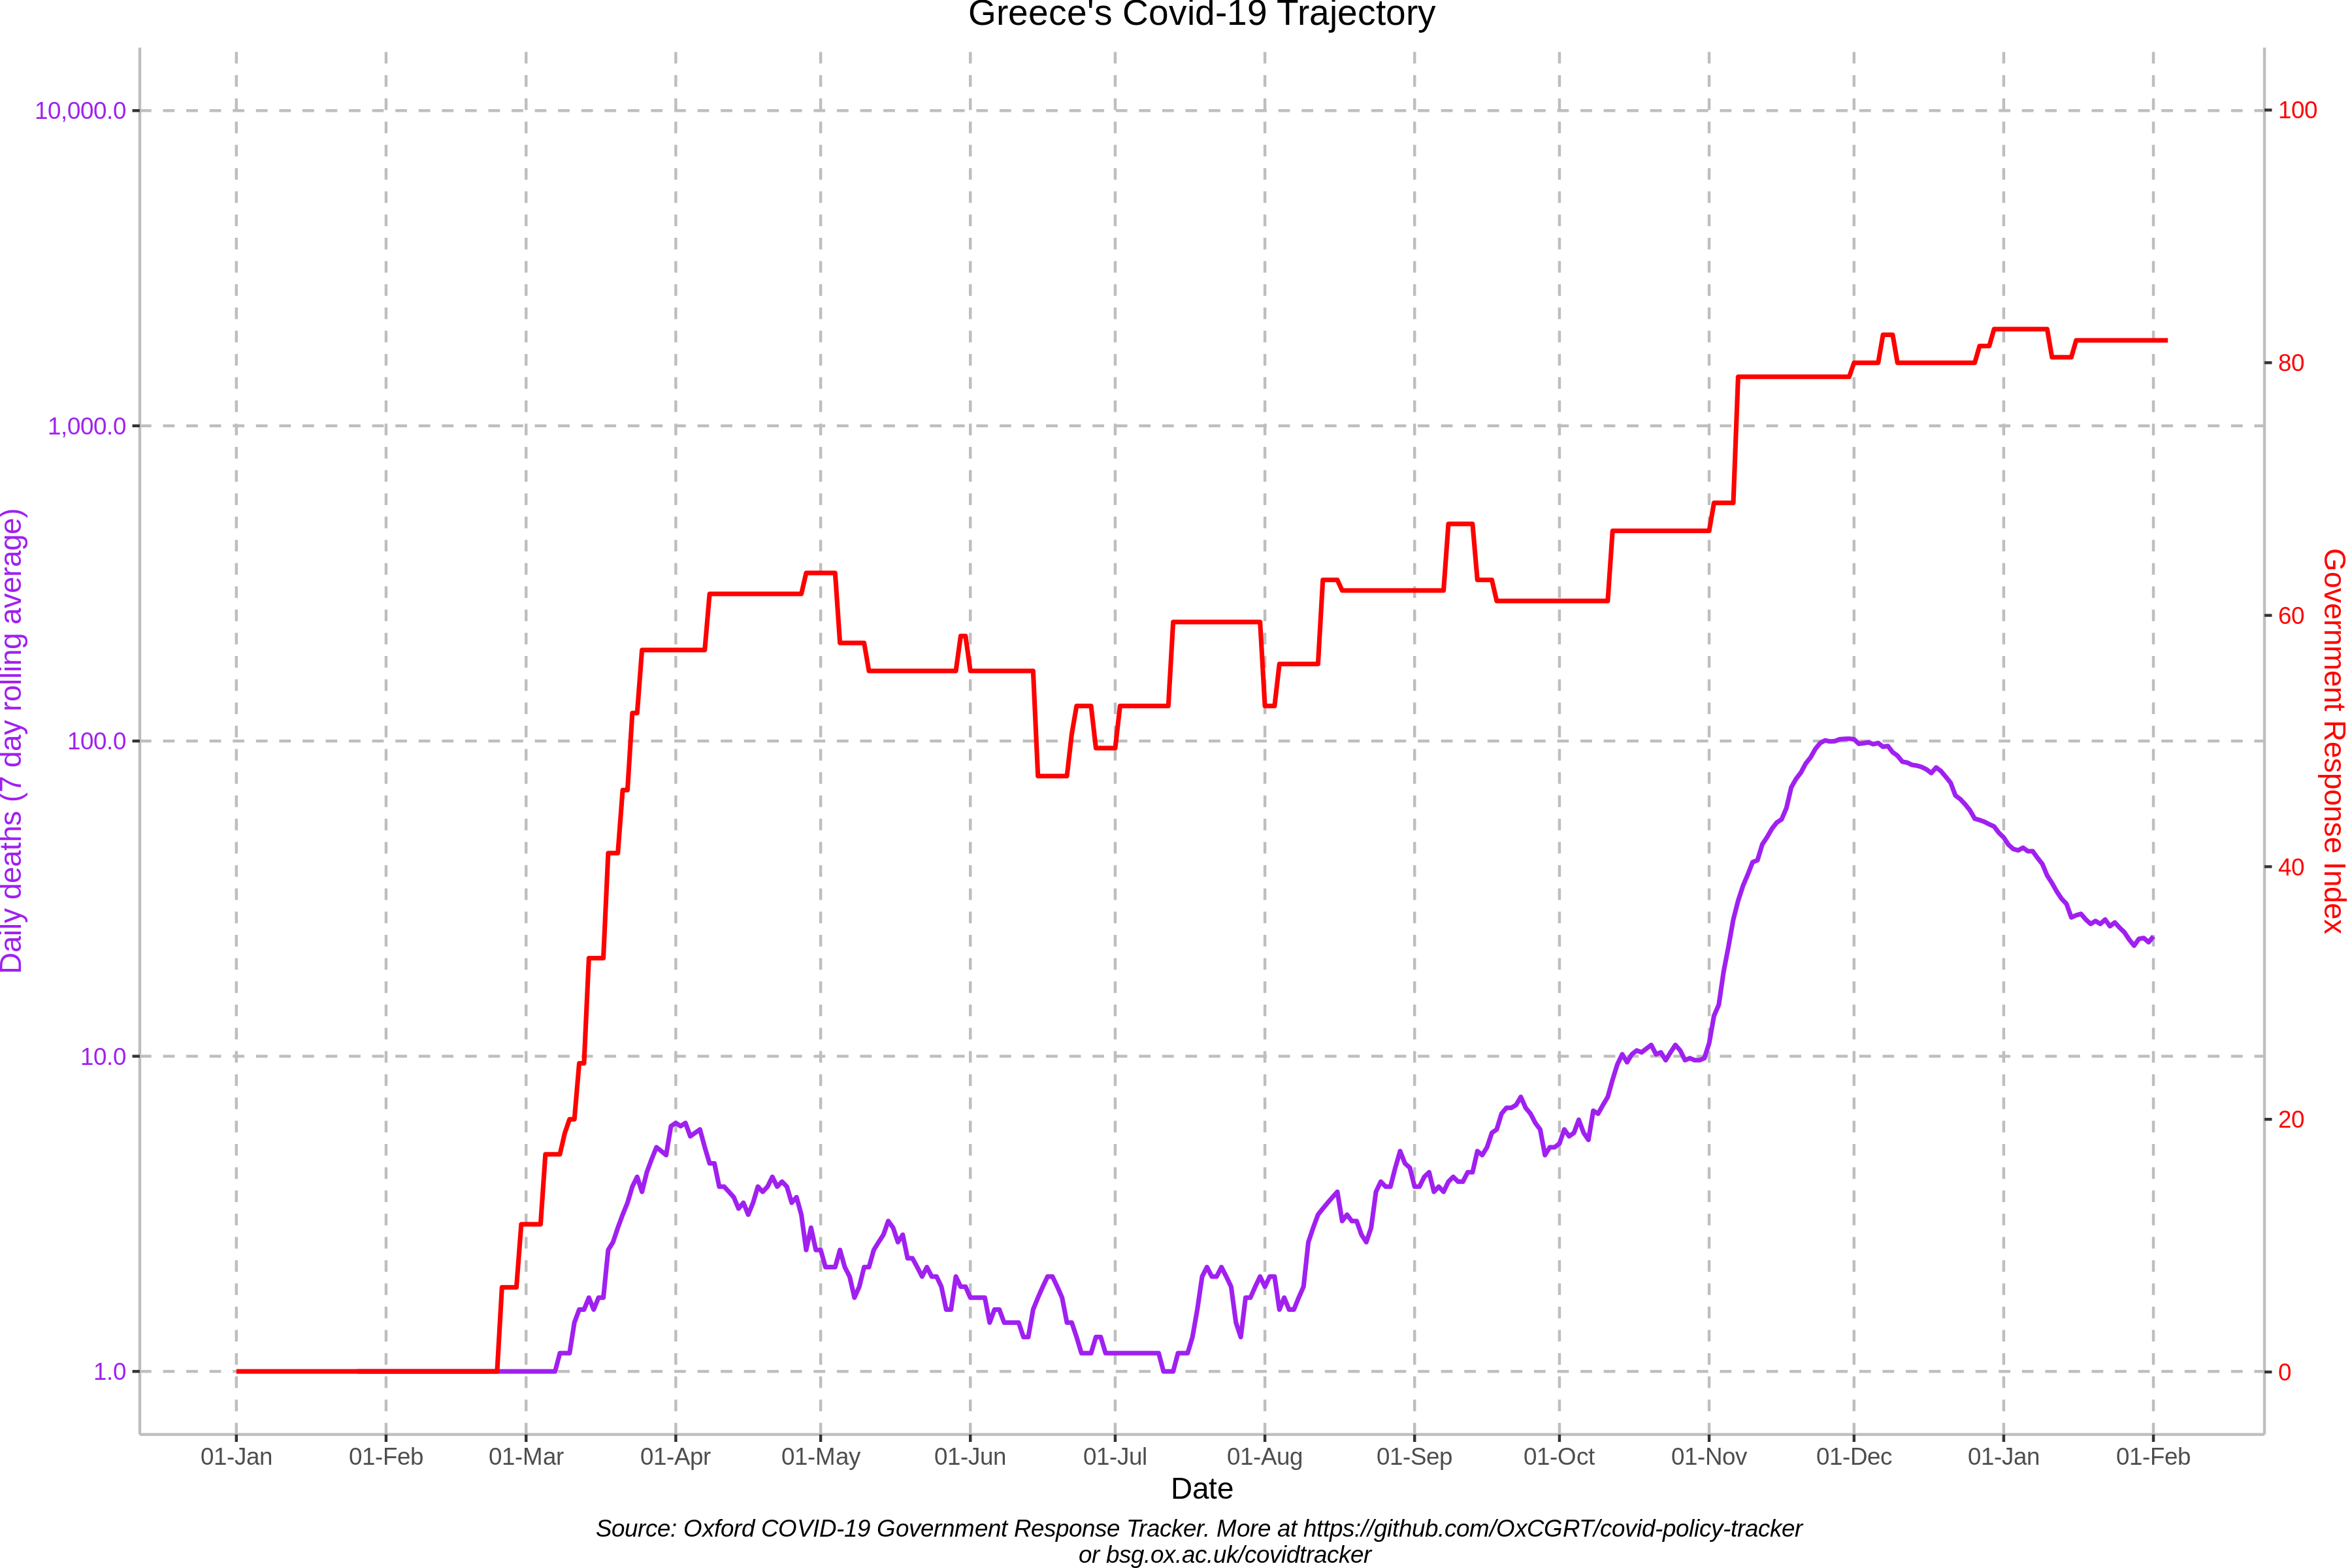 Greece's Covid-19 Trajectory
10,000.0
1,000.0
100.0
10.0
1.0
Daily deaths (7 day rolling average)
100
80
60
40
20
0
Government Response Index
01-Jan 01-Feb 01-Mar 01-Apr 01-May 01-Jun 01-Jul 01-Aug 01-Sep 01-Oct 01-Nov 01-Dec 01-Jan 01-Feb
Date
Source: Oxford COVID-19 Government Response Tracker. More at https://github.com/OxCGRT/covid-policy-tracker
or bsg.ox.ac.uk/covidtracker